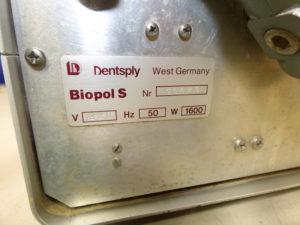 Dentsply West Germany
Biopol S Nr
V Hz 50 W 1600